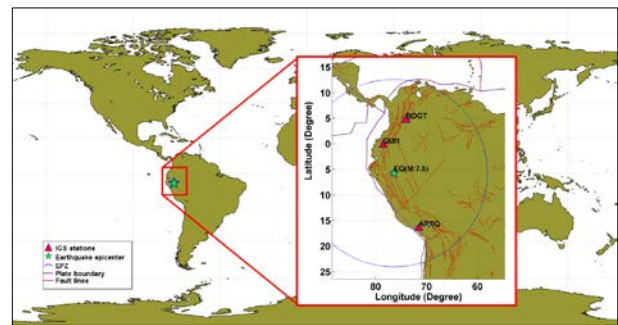 15
10
BOGT
5
QUI1
0
EQ(M:7.5)
5
10
15
AREQ
20
25
80
70
60
Latitude (Degree)
Longitude (Degree)
IGS stations
Earthquake epicenter
EPZ
Plate boundary
Fault lines